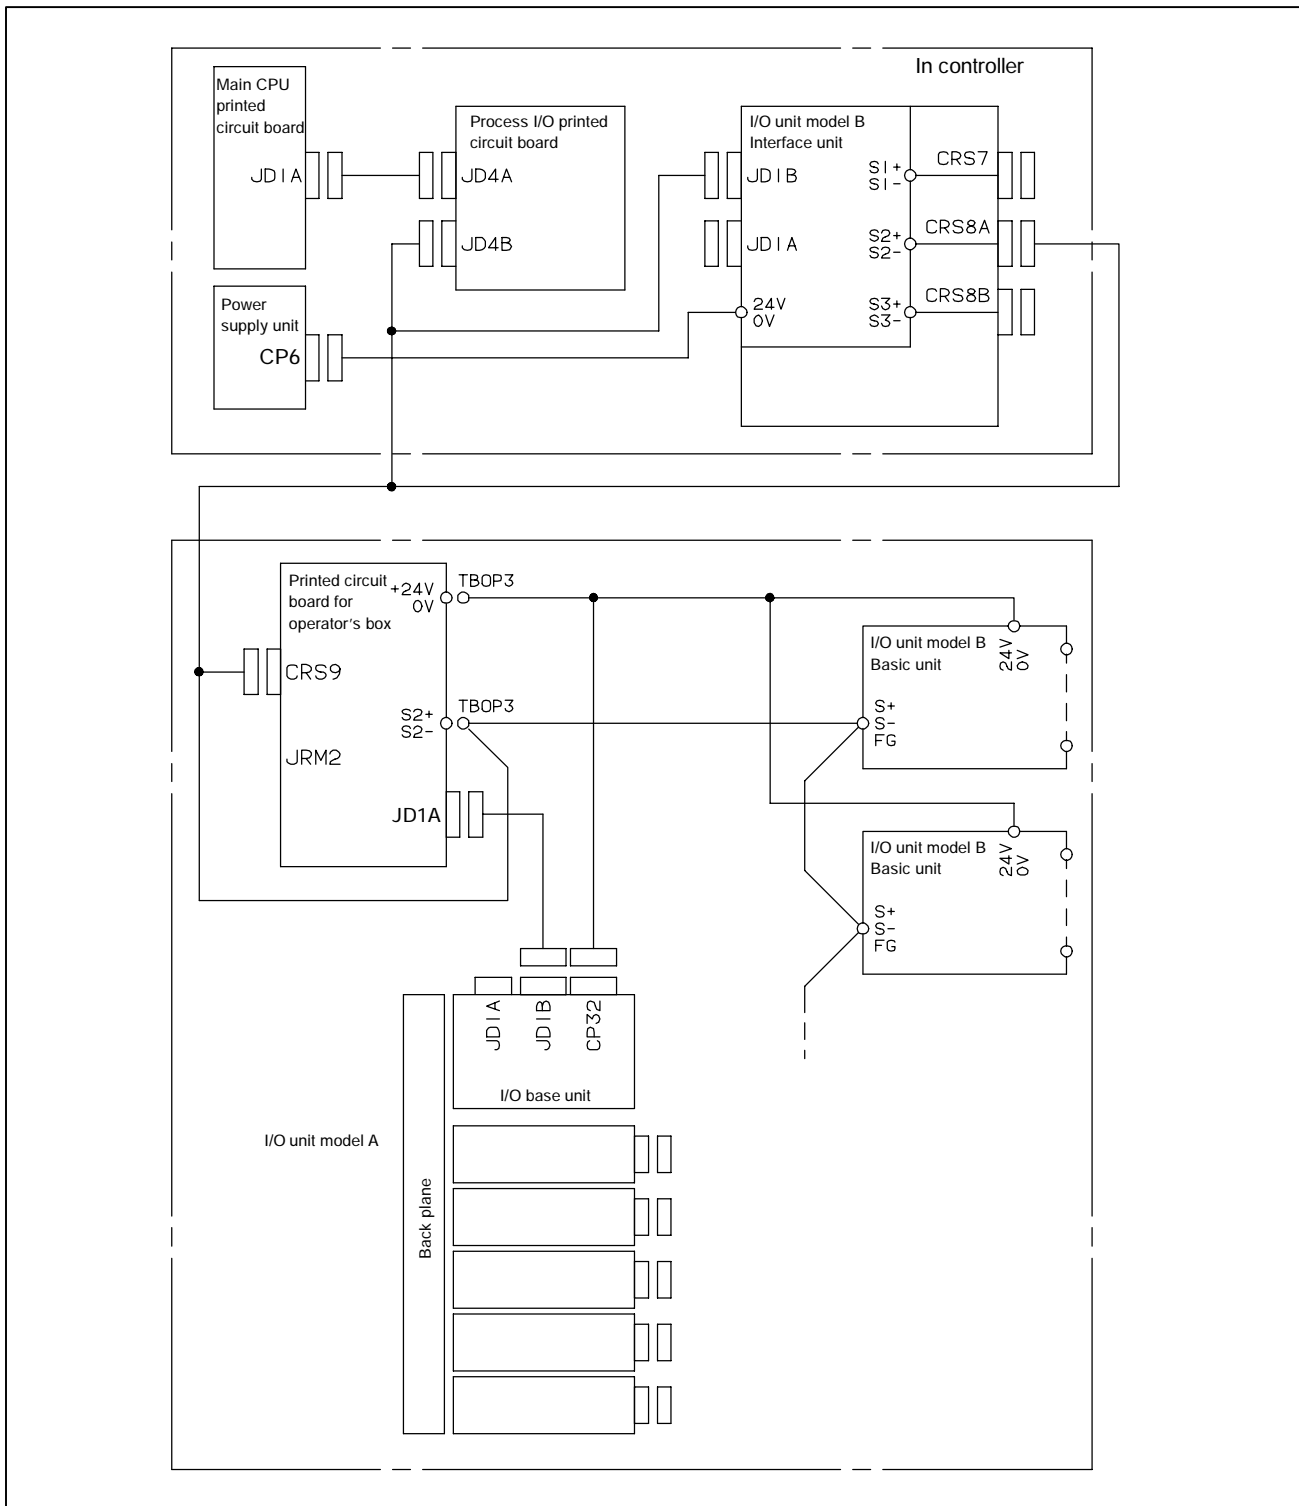 In controller
Main CPU
printed
circuit board
JD1A
Process I/O printed
circuit board
JD4A
JD4B
I/O unit model B
Interface unit
JD1B
JD1A
24V
0V
S1+
S1-
S2+
S2-
S3+
S3-
CRS7
CRS8A
CRS8B
Power
supply unit
CP6
Printed circuit
board for
operator's box
+24V
0V
TBOP3
CRS9
S2+
S2-
TBOP3
JRM2
JD1A
I/O unit model B
Basic unit
24V
0V
S+
S-
FG
I/O unit model B
Basic unit
24V
0V
S+
S-
FG
JD1A
JD1B
CP32
I/O base unit
I/O unit model A
Back plane